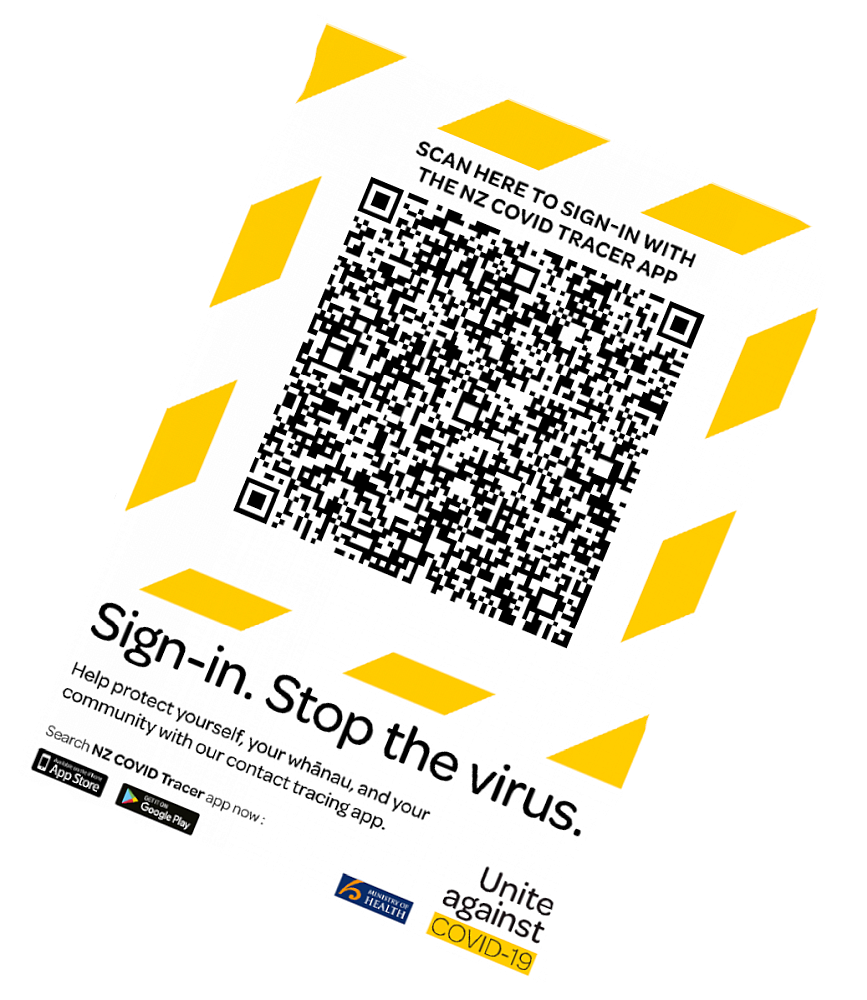 SCAN HERE TO SIGN-IN WITH
THE NZ COVID TRACER APP
Sign-in. Stop the virus.
Help protect yourself, your whānau, and your
community with our contact tracing app.
Search NZ COVID Tracer app now :
Available on the iPhone
App Store
GET IT ON
Google Play
MINISTRY OF
HEALTH
Unite
against
COVID-19